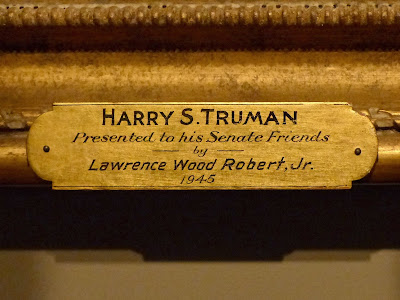 HARRY S. TRUMAN
Presented to his Senate Friends
by
Lawrence Wood Robert, Jr.
1945